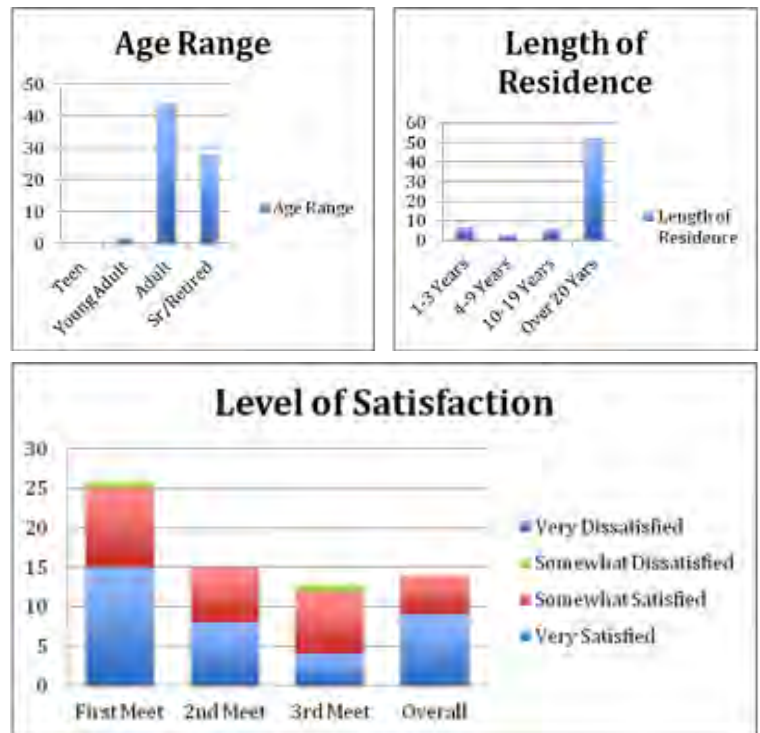 Age Range
50
40
30
20
10
0
Teen
Young Adult
Adult
Sr/Retired
Age Range
Length of
Residence
60
50
40
30
20
10
0
1-3 Years
4-9 Years
10-19 Years
Over 20 Yars
Length of
Residence
Level of Satisfaction
30
25
20
15
10
5
0
First Meet
2nd Meet
3rd Meet
Overall
Very Dissatisfied
Somewhat Dissatisfied
Somewhat Satisfied
Very Satisfied